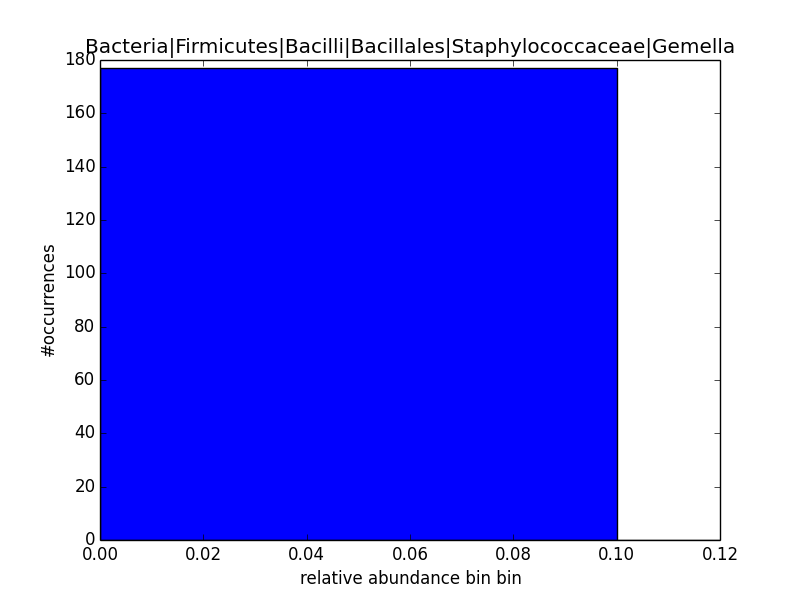 Bacteria|Firmicutes|Bacilli|Bacillales|Staphylococcaceae|Gemella
180
160
140
120
100
80
60
40
20
0
#occurrences
0.00 0.02 0.04 0.06 0.08 0.10 0.12
relative abundance bin bin